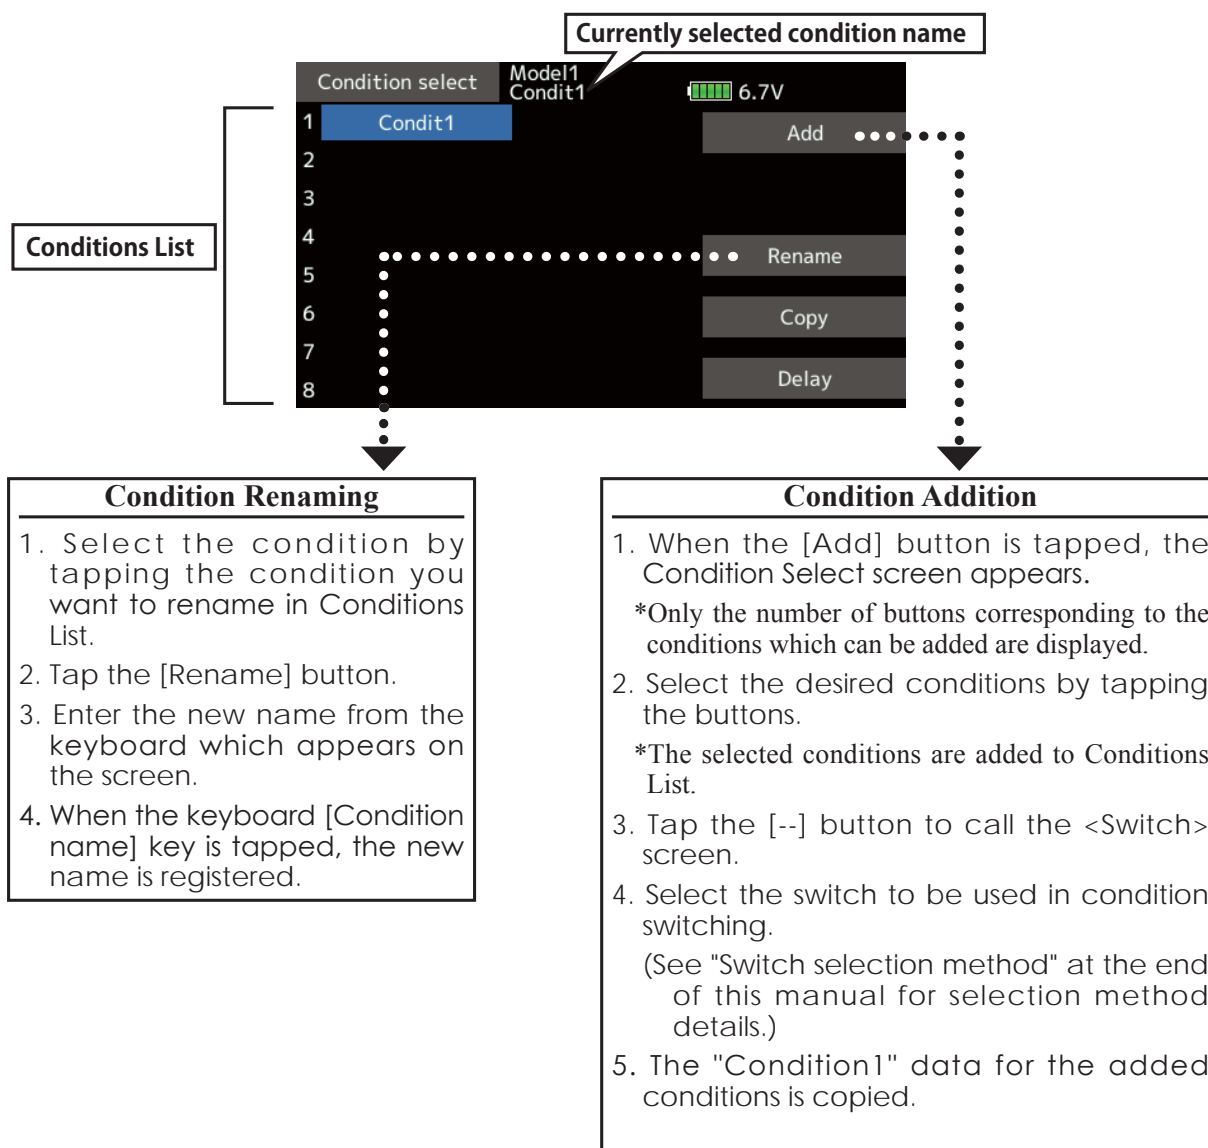 Currently selected condition name
Condition select
Model1
Condit1
6.7V
1 Condit1
Add
2
3
4
Conditions List
Rename
5
6
Copy
7
Delay
8
Condition Renaming
1. Select the condition by
tapping the condition you
want to rename in Conditions
List.
2. Tap the [Rename] button.
3. Enter the new name from the
keyboard which appears on
the screen.
4. When the keyboard [Condition
name] key is tapped, the new
name is registered.
Condition Addition
1. When the [Add] button is tapped, the
Condition Select screen appears.
*Only the number of buttons corresponding to the
conditions which can be added are displayed.
2. Select the desired conditions by tapping
the buttons.
*The selected conditions are added to Conditions
List.
3. Tap the [--] button to call the <Switch>
screen.
4. Select the switch to be used in condition
switching.
(See "Switch selection method" at the end
of this manual for selection method
details.)
5. The "Condition1" data for the added
conditions is copied.